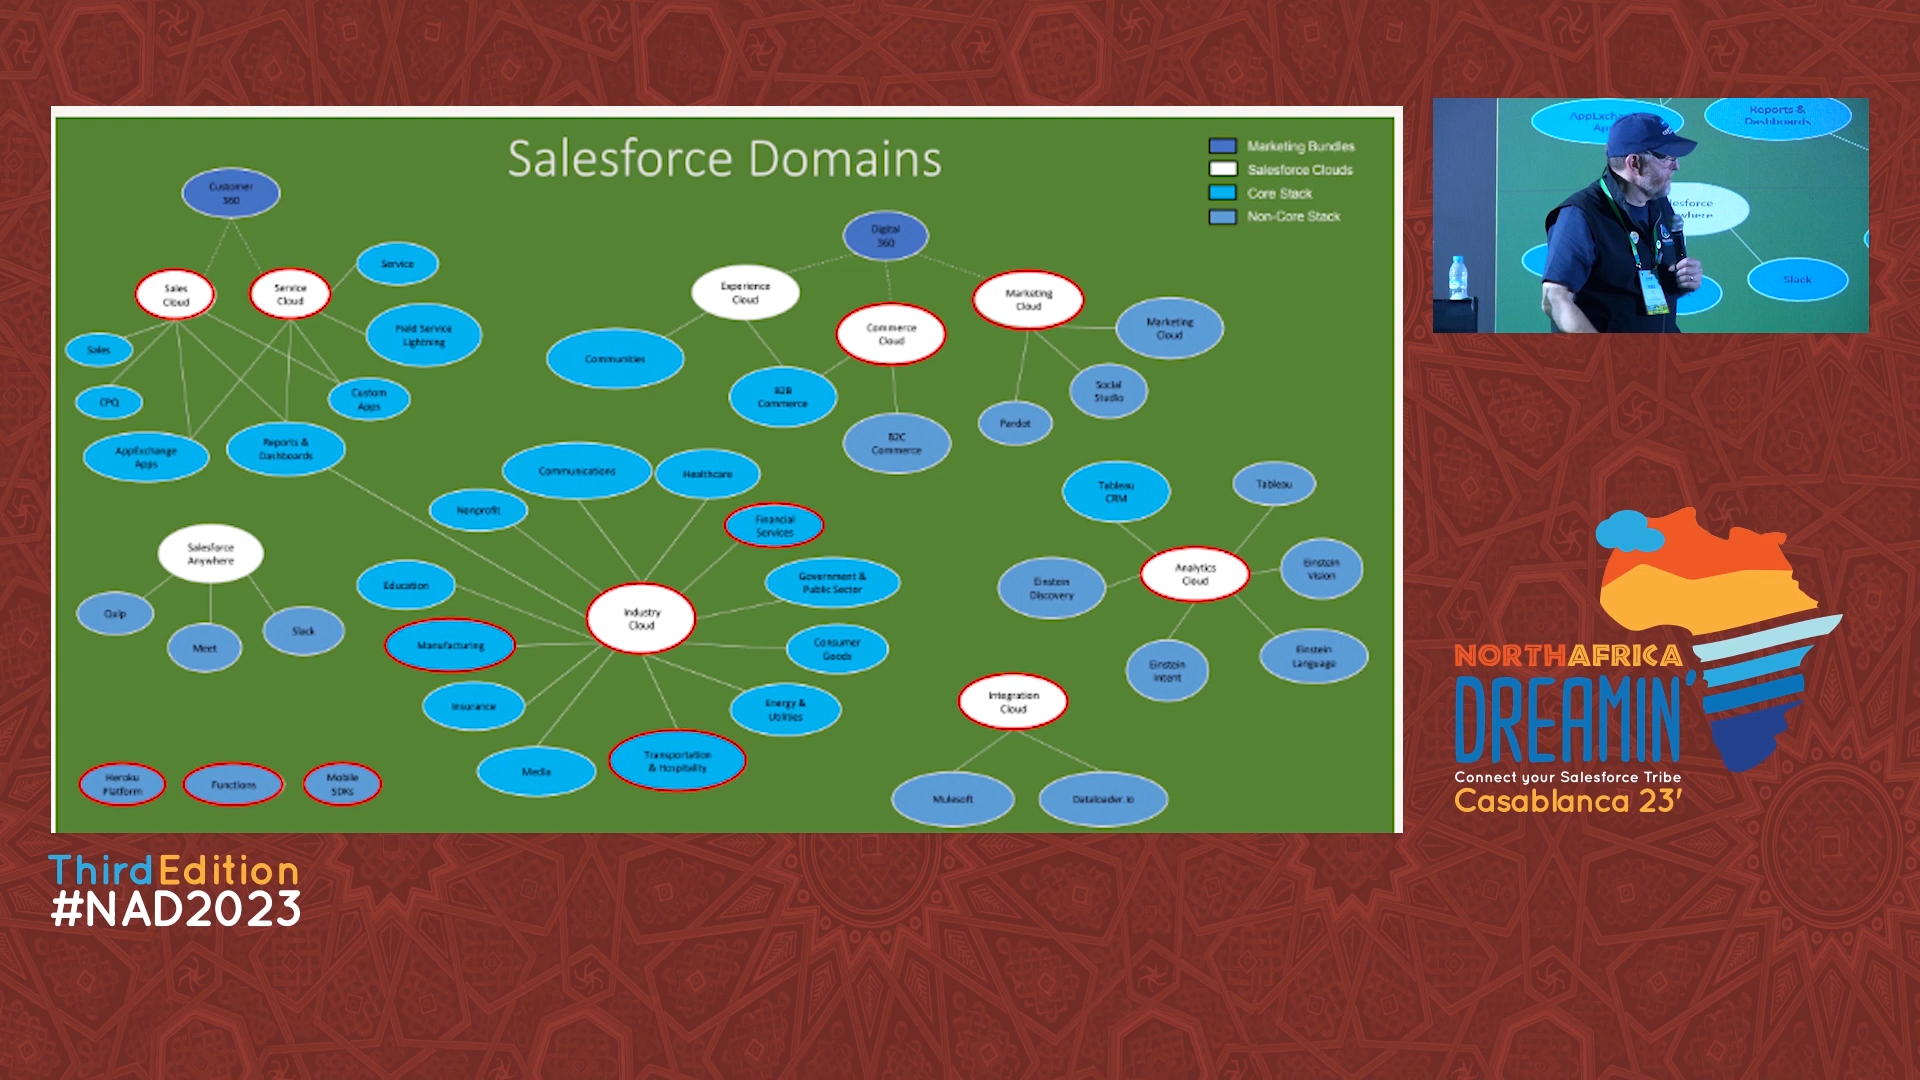 Salesforce Domains
Marketing Bundles
Salesforce Clouds
Core Stack
Non-Core Stack
Customer
360
Sales
Cloud
Service
Cloud
Service
Field Service
Lightning
Sales
CPQ
Custom
Apps
AppExchange
Apps
Reports &
Dashboards
Digital
360
Experience
Cloud
Commerce
Cloud
Marketing
Cloud
Marketing
Cloud
Communities
B2B
Commerce
B2C
Commerce
Social
Studio
Pardot
Communications
Healthcare
Nonprofit
Financial
Services
Education
Government &
Public Sector
Industry
Cloud
Manufacturing
Consumer
Goods
Insurance
Energy &
Utilities
Media
Transportation
& Hospitality
Salesforce
Anywhere
Quip
Meet
Slack
Heroku
Platform
Functions
Mobile
SDKs
Tableau
CRM
Tableau
Analytics
Cloud
Einstein
Vision
Einstein
Discovery
Einstein
Intent
Einstein
Language
Integration
Cloud
Mulesoft
Dataloader.io
Reports &
Dashboards
Slack
NORTHAFRICA
DREAMIN'
Connect your Salesforce Tribe
Casablanca 23'
ThirdEdition
#NAD2023